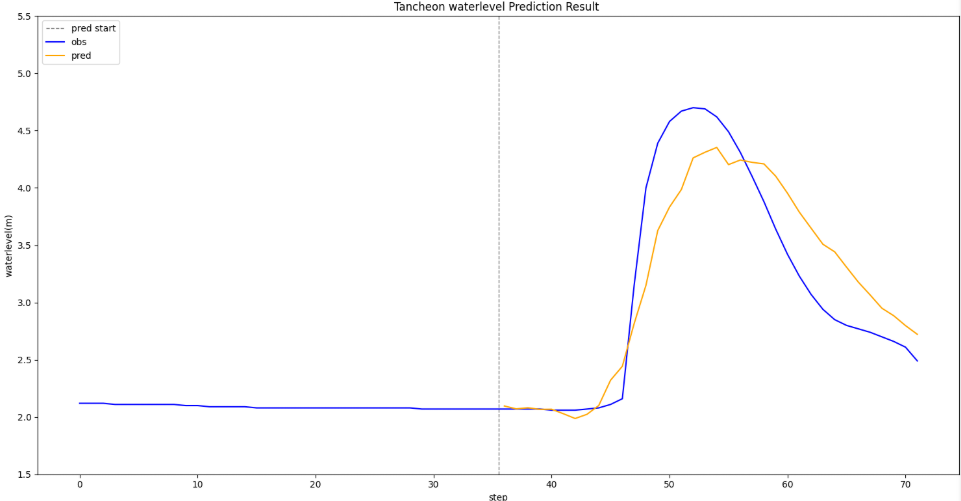 Tancheon waterlevel Prediction Result
pred start
obs
pred
waterlevel(m)
5.5
5.0
4.5
4.0
3.5
3.0
2.5
2.0
1.5
0 10 20 30 40 50 60 70
step